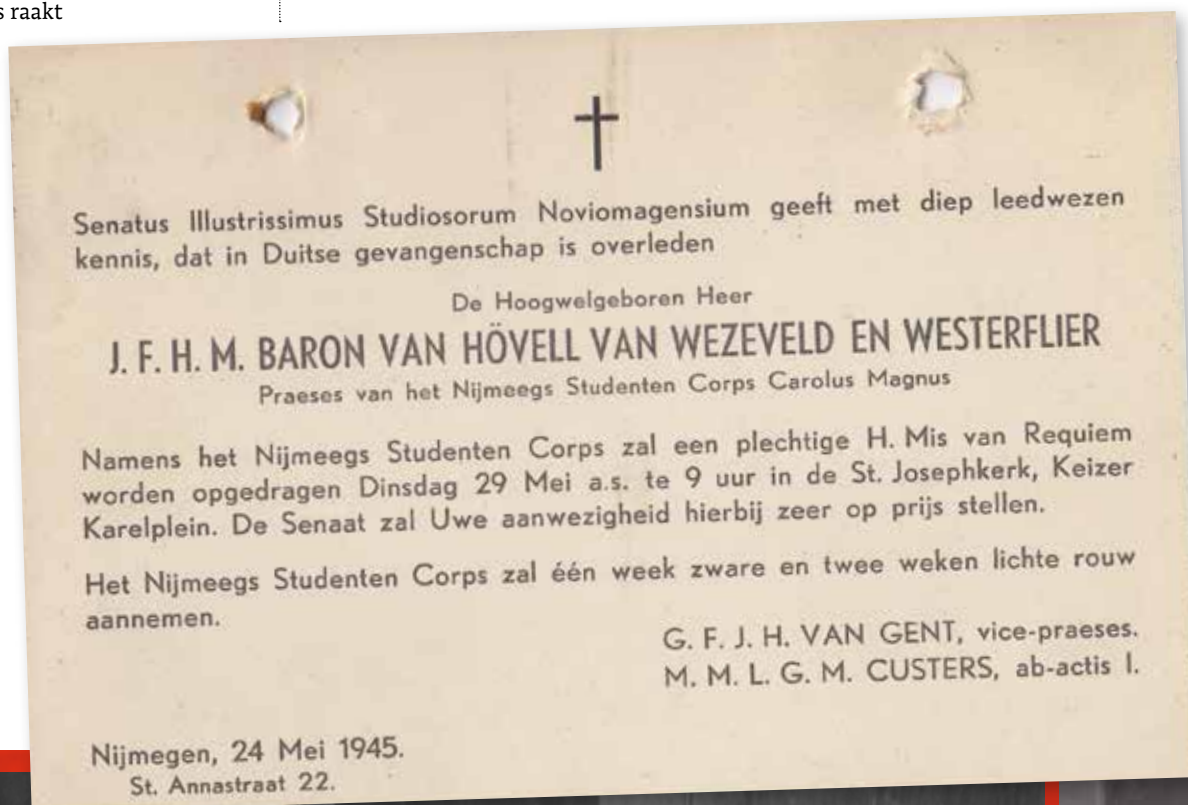 s raakt
Senatus Illustrissimus Studiosorum Noviomagensium geeft met diep leedwezen
kennis, dat in Duitse gevangenschap is overleden
De Hoogwelgeboren Heer
J. F. H. M. BARON VAN HÖVELL VAN WEZEVELD EN WESTERFLIER
Praeses van het Nijmeegs Studenten Corps Carolus Magnus
Namens het Nijmeegs Studenten Corps zal een plechtige H. Mis van Requiem
worden opgedragen Dinsdag 29 Mei a.s. te 9 uur in de St. Josephkerk, Keizer
Karelplein. De Senaat zal Uwe aanwezigheid hierbij zeer op prijs stellen.
Het Nijmeegs Studenten Corps zal één week zware en twee weken lichte rouw
aannemen.
G. F. J. H. VAN GENT, vice-praeses.
M. M. L. G. M. CUSTERS, ab-actis I.
Nijmegen, 24 Mei 1945.
St. Annastraat 22.